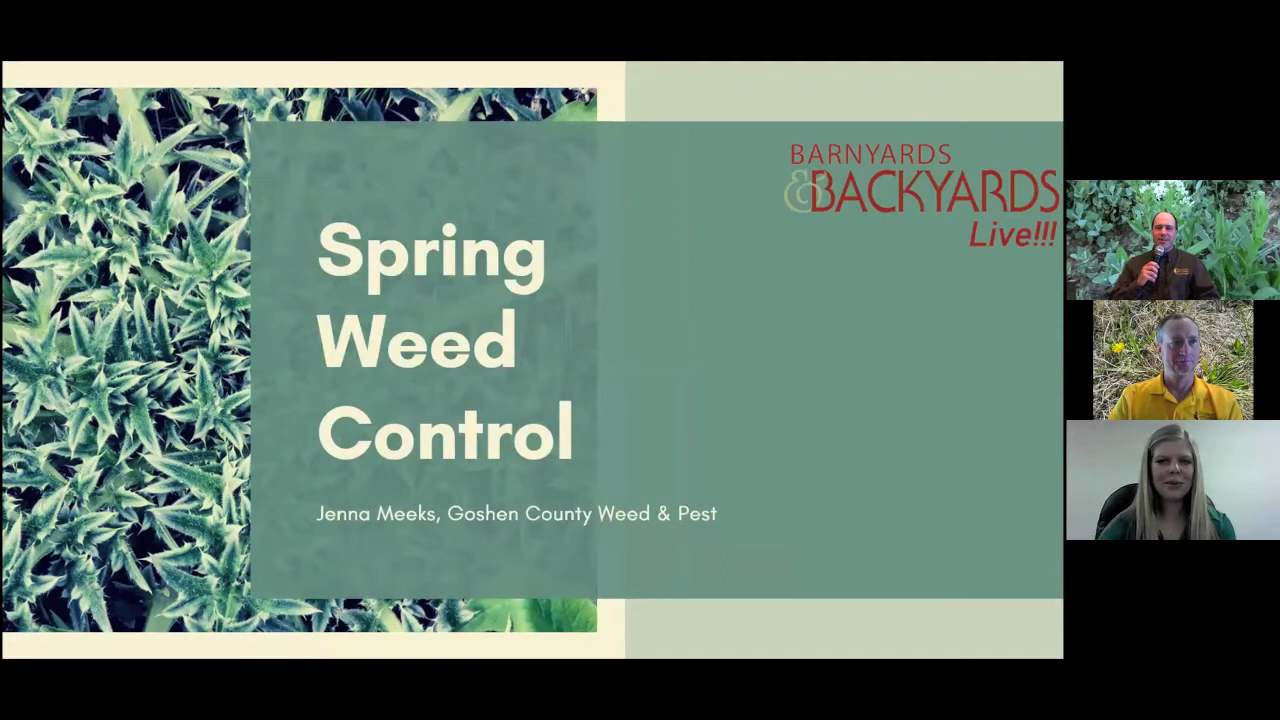 BARNYARDS
& BACKYARDS
Live!!!
Spring
Weed
Control
Jenna Meeks, Goshen County Weed & Pest